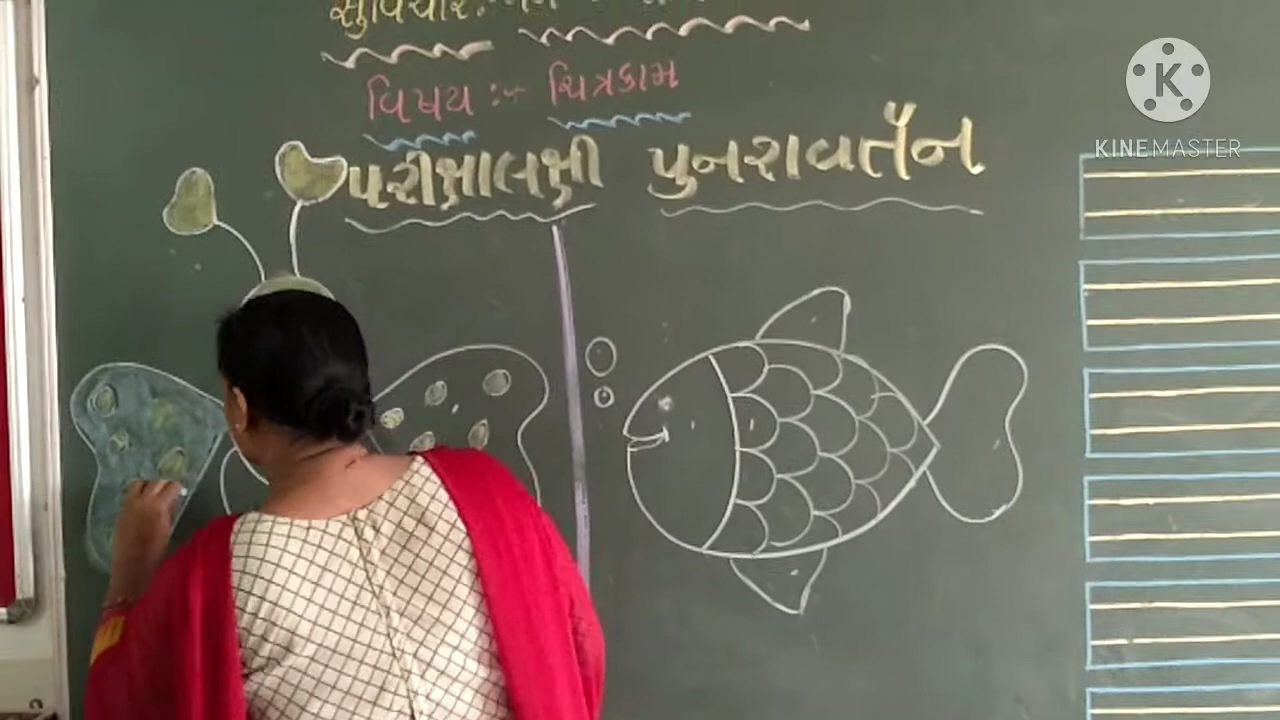 સુવિચાર:-
વિષય :- ચિત્રકામ
પરીક્ષાલક્ષી પુનરાવર્તન
K
KINEMASTER